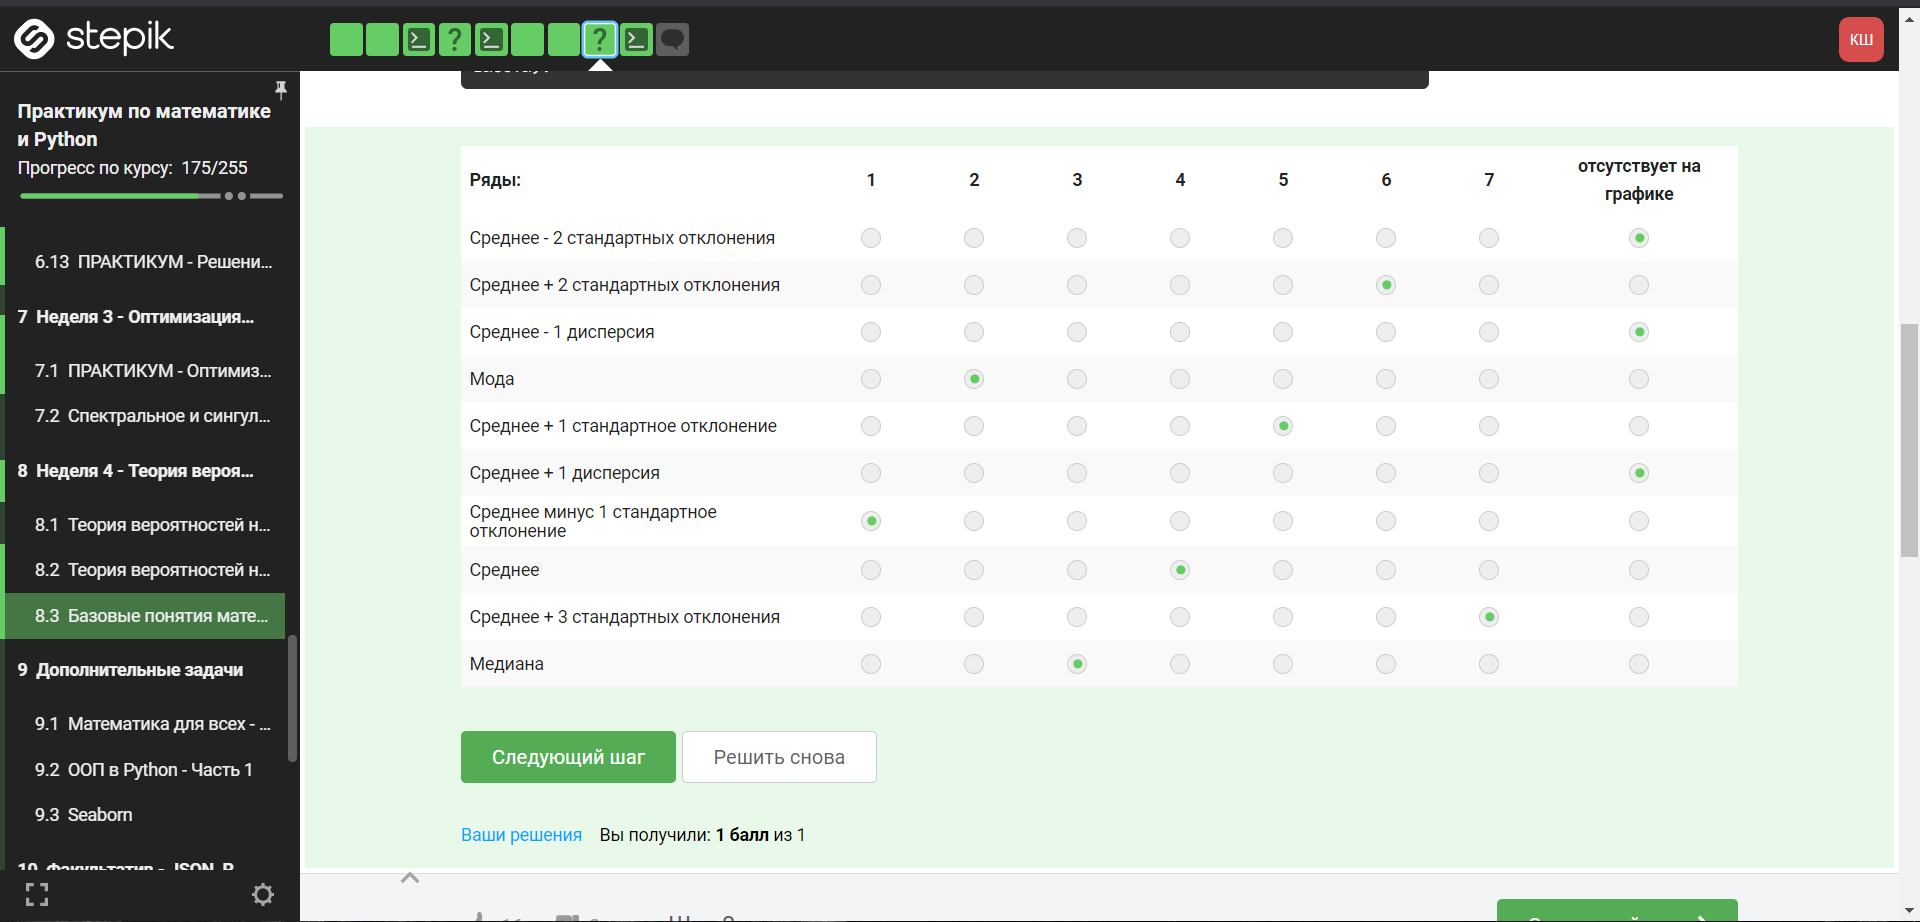 stepik
КШ
Практикум по математике
и Python
Прогресс по курсу: 175/255
6.13 ПРАКТИКУМ - Решени...
7 Неделя 3 - Оптимизация...
7.1 ПРАКТИКУМ - Оптимиз...
7.2 Спектральное и сингул...
8 Неделя 4 - Теория вероя...
8.1 Теория вероятностей н...
8.2 Теория вероятностей н...
8.3 Базовые понятия мате...
9 Дополнительные задачи
9.1 Математика для всех - ...
9.2 ООП в Python - Часть 1
9.3 Seaborn
Ряды: 1 2 3 4 5 6 7 отсутствует на
графике
Среднее - 2 стандартных отклонения
Среднее + 2 стандартных отклонения
Среднее - 1 дисперсия
Мода
Среднее + 1 стандартное отклонение
Среднее + 1 дисперсия
Среднее минус 1 стандартное
отклонение
Среднее
Среднее + 3 стандартных отклонения
Медиана
Следующий шаг Решить снова
Ваши решения Вы получили: 1 балл из 1